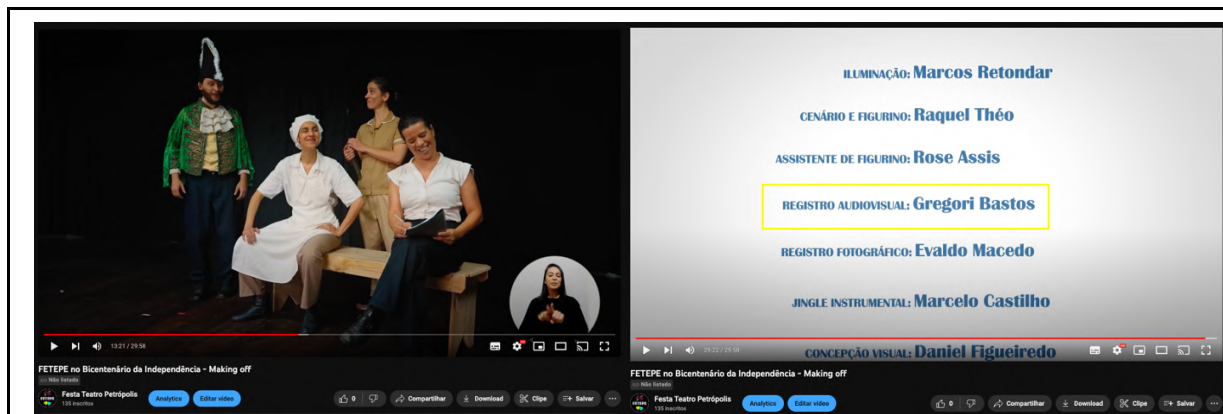 13:21 / 29:58
FETEPE no Bicentenário da Independência - Making off
Não listado
Festa Teatro Petrópolis
135 inscritos
Analytics
Editar vídeo
0
Compartilhar
Download
Clipe
Salvar
ILUMINAÇÃO: Marcos Retondar
CENÁRIO E FIGURINO: Raquel Théo
ASSISTENTE DE FIGURINO: Rose Assis
REGISTRO AUDIOVISUAL: Gregori Bastos
REGISTRO FOTOGRÁFICO: Evaldo Macedo
JINGLE INSTRUMENTAL: Marcelo Castilho
CONCEPÇÃO VISUAL: Daniel Figueiredo
29:22 / 29:58
FETEPE no Bicentenário da Independência - Making off
Não listado
Festa Teatro Petrópolis
135 inscritos
Analytics
Editar vídeo
0
Compartilhar
Download
Clipe
Salvar